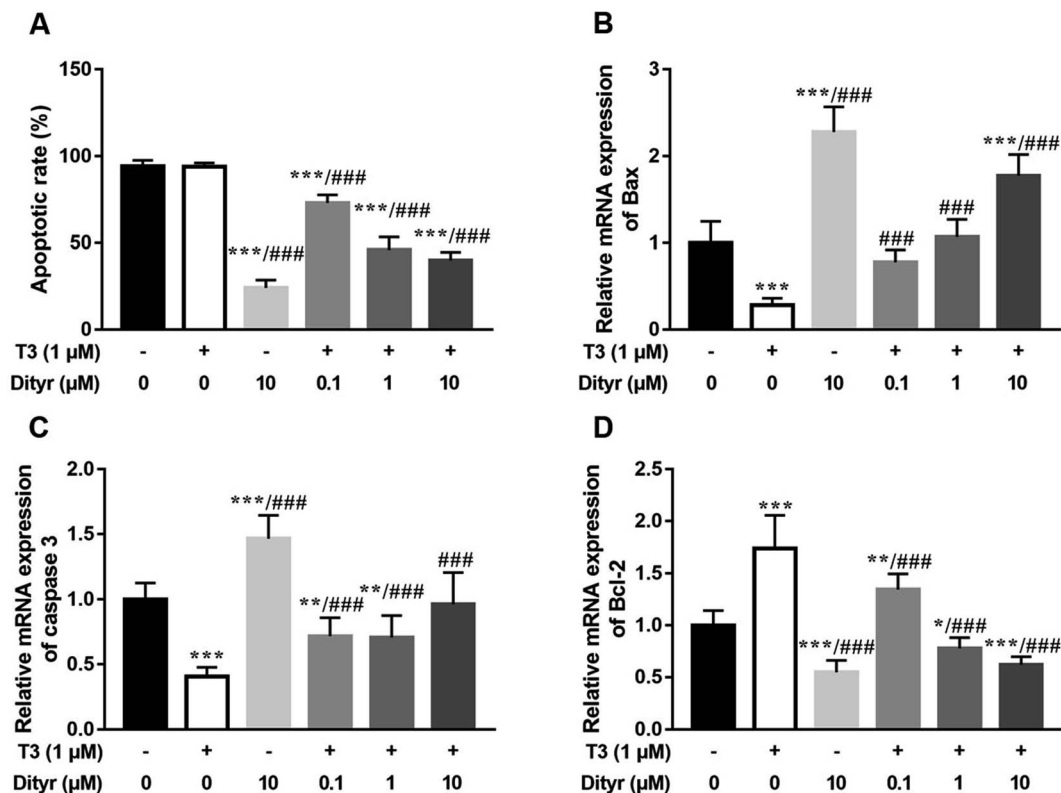 A
Apoptotic rate (%)
150
100
50
0
***/###
***/###
***/###
***/###
T3 (1 µM) - + - + + +
Dityr (µM) 0 0 10 0.1 1 10
B
Relative mRNA expression
of Bax
3
2
1
0
***
***/###
###
###
***/###
T3 (1 µM) - + - + + +
Dityr (µM) 0 0 10 0.1 1 10
C
Relative mRNA expression
of caspase 3
2.0
1.5
1.0
0.5
0.0
***
***/###
**/###
**/###
###
T3 (1 µM) - + - + + +
Dityr (µM) 0 0 10 0.1 1 10
D
Relative mRNA expression
of Bcl-2
2.5
2.0
1.5
1.0
0.5
0.0
***
***/###
**/###
*/###
***/###
T3 (1 µM) - + - + + +
Dityr (µM) 0 0 10 0.1 1 10